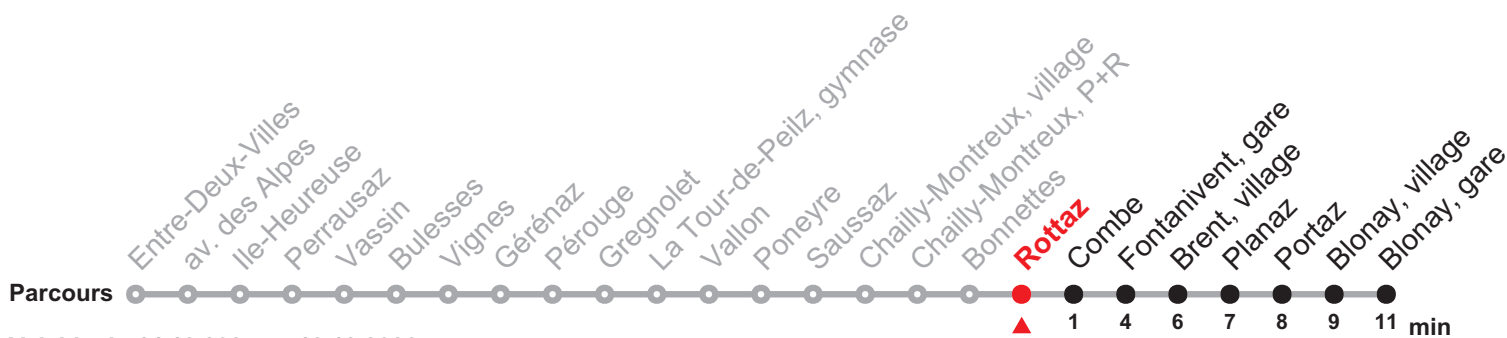 Entre-Deux-Villes
av. des Alpes
Ile-Heureuse
Perrausaz
Vassin
Bulesses
Vignes
Gérénaz
Pérouge
Gregnolet
La Tour-de-Peilz, gymnase
Vallon
Poneyre
Saussaz
Chailly-Montreux, village
Chailly-Montreux, P+R
Bonnettes
Rottaz
Combe
Fontanivent, gare
Brent, village
Planaz
Portaz
Blonay, village
Blonay, gare
Parcours
1 4 6 7 8 9 11 min